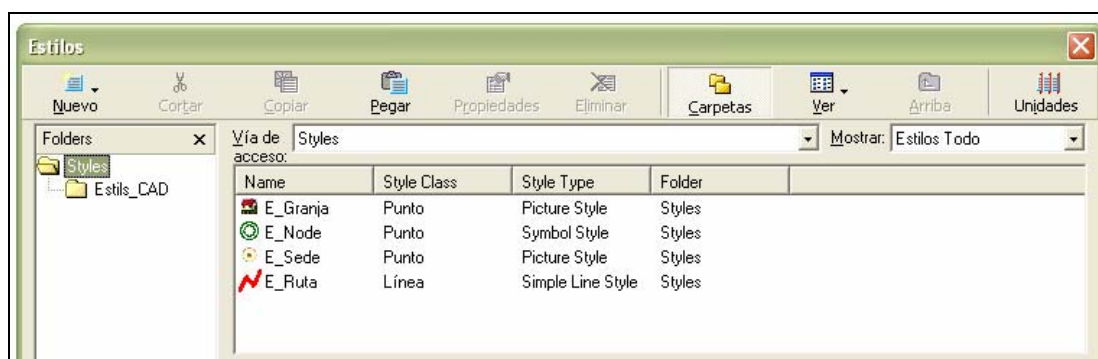 Estilos
Nuevo Cortar Copiar Pegar Propiedades Eliminar Carpetas Ver Arriba Unidades
Folders Vía de acceso: Styles Mostrar: Estilos Todo
Styles
Estils_CAD
Name Style Class Style Type Folder
E_Granja Punto Picture Style Styles
E_Node Punto Symbol Style Styles
E_Sede Punto Picture Style Styles
E_Ruta Línea Simple Line Style Styles